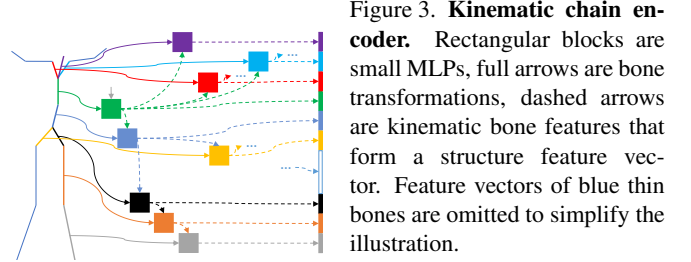 Figure 3. Kinematic chain en-
coder. Rectangular blocks are
small MLPs, full arrows are bone
transformations, dashed arrows
are kinematic bone features that
form a structure feature vec-
tor. Feature vectors of blue thin
bones are omitted to simplify the
illustration.
...
...
...
...